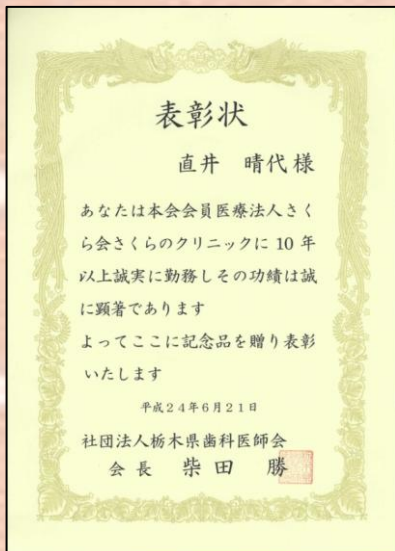 表彰状
直井 晴代様
あなたは本会会員医療法人さく
ら会さくらのクリニックに 10 年
以上誠実に勤務しその功績は誠
に顕著であります
よってここに記念品を贈り表彰
いたします
平成24年6月21日
社団法人栃木県歯科医師会
会長 柴田 勝